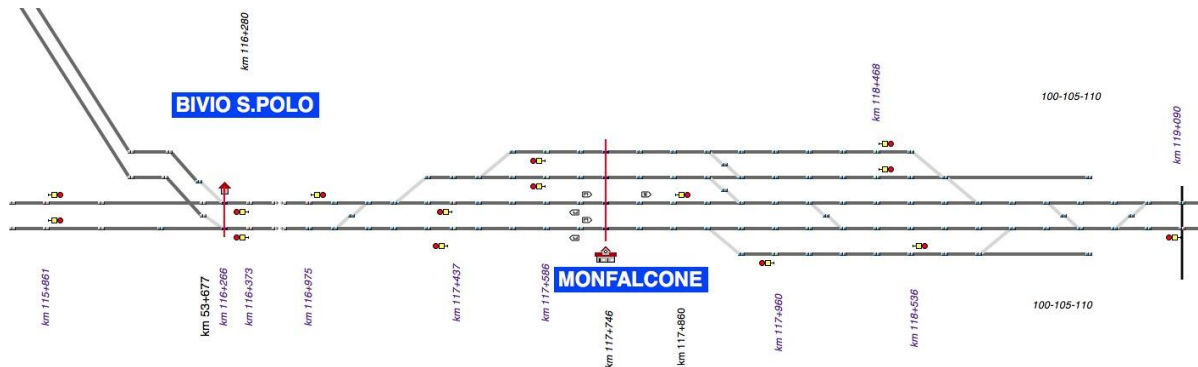 km 116+280
BIVIO S.POLO
km 118+468
100-105-110
km 119+090
km 115+861
km 53+677
km 116+266
km 116+373
km 116+975
km 117+437
km 117+586
MONFALCONE
km 117+746
km 117+860
km 117+960
km 118+536
100-105-110